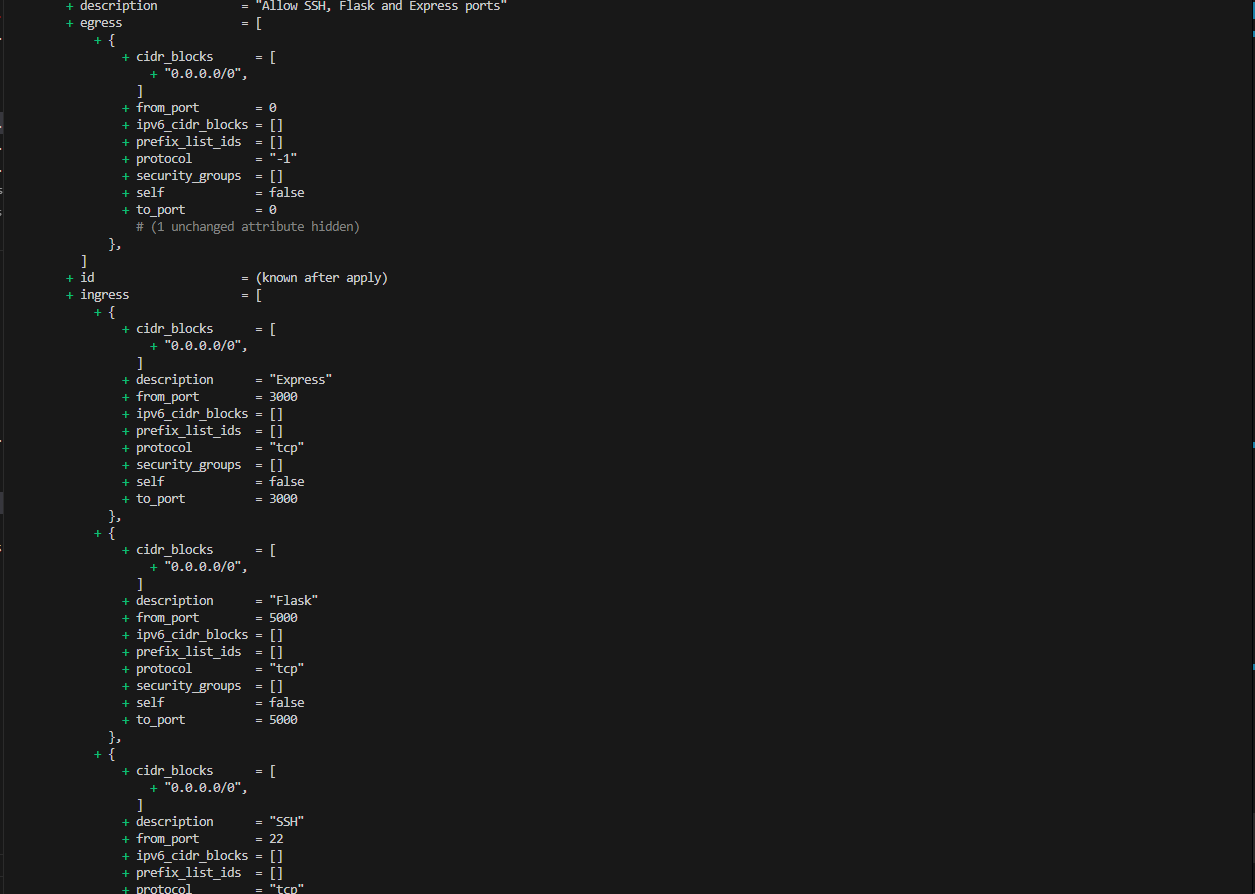 + description            = "Allow SSH, Flask and Express ports"
+ egress                 = [
    + {
        + cidr_blocks      = [
            + "0.0.0.0/0",
          ]
        + from_port        = 0
        + ipv6_cidr_blocks = []
        + prefix_list_ids  = []
        + protocol         = "-1"
        + security_groups  = []
        + self             = false
        + to_port          = 0
          # (1 unchanged attribute hidden)
      },
  ]
+ id                     = (known after apply)
+ ingress                = [
    + {
        + cidr_blocks      = [
            + "0.0.0.0/0",
          ]
        + description      = "Express"
        + from_port        = 3000
        + ipv6_cidr_blocks = []
        + prefix_list_ids  = []
        + protocol         = "tcp"
        + security_groups  = []
        + self             = false
        + to_port          = 3000
      },
    + {
        + cidr_blocks      = [
            + "0.0.0.0/0",
          ]
        + description      = "Flask"
        + from_port        = 5000
        + ipv6_cidr_blocks = []
        + prefix_list_ids  = []
        + protocol         = "tcp"
        + security_groups  = []
        + self             = false
        + to_port          = 5000
      },
    + {
        + cidr_blocks      = [
            + "0.0.0.0/0",
          ]
        + description      = "SSH"
        + from_port        = 22
        + ipv6_cidr_blocks = []
        + prefix_list_ids  = []
        + protocol         = "tcp"